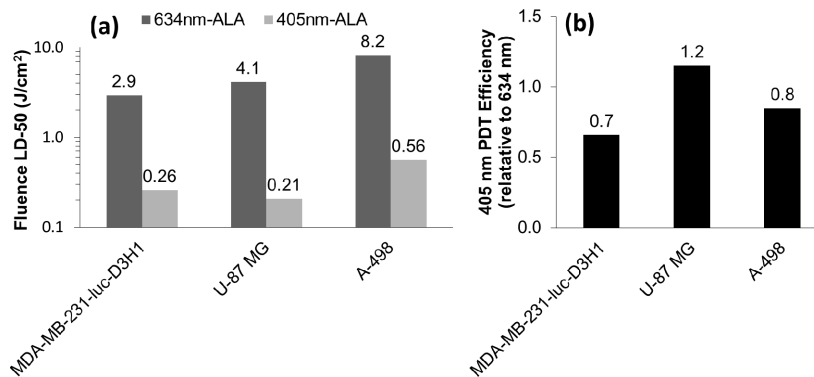 (a)
634nm-ALA
405nm-ALA
Fluence LD-50 (J/cm²)
10.0
1.0
0.1
2.9
0.26
4.1
0.21
8.2
0.56
MDA-MB-231-luc-D3H1
U-87 MG
A-498
(b)
405 nm PDT Efficiency
(relatative to 634 nm)
1.5
1.0
0.5
0.0
0.7
1.2
0.8
MDA-MB-231-luc-D3H1
U-87 MG
A-498